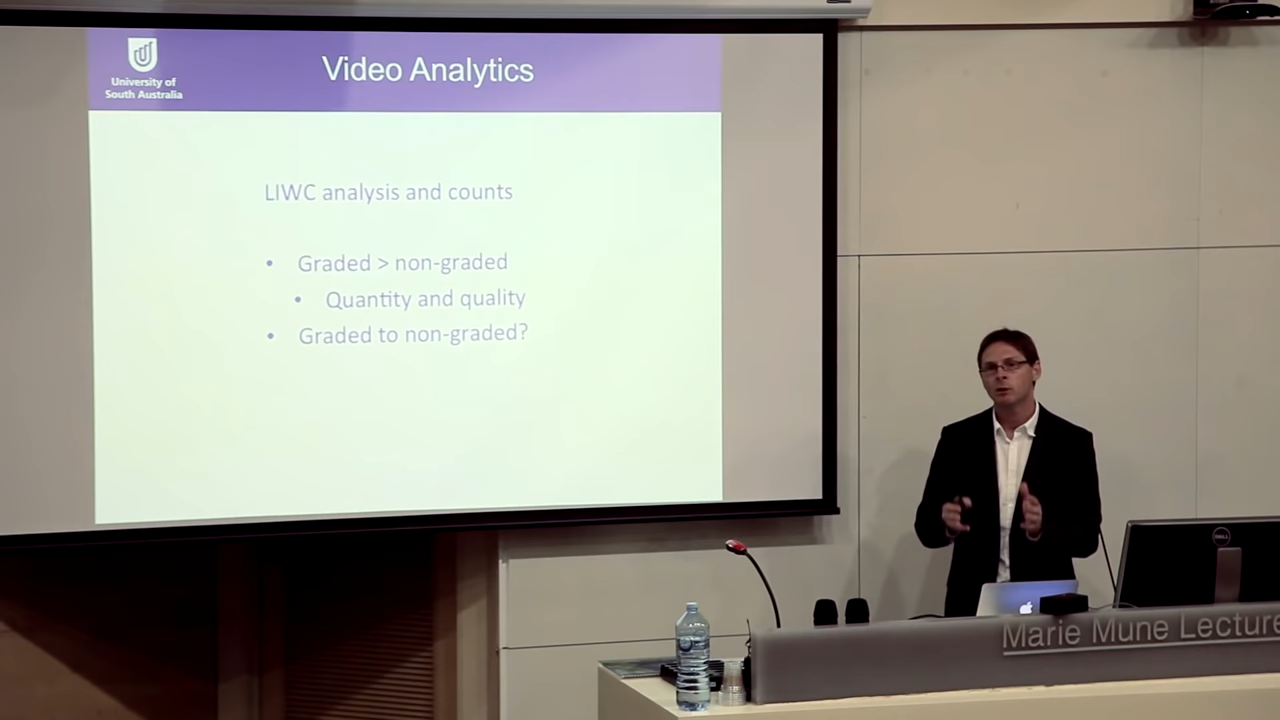 University of
South Australia
Video Analytics
LIWC analysis and counts
• Graded > non-graded
• Quantity and quality
• Graded to non-graded?
DELL
Marie Mune Lecture